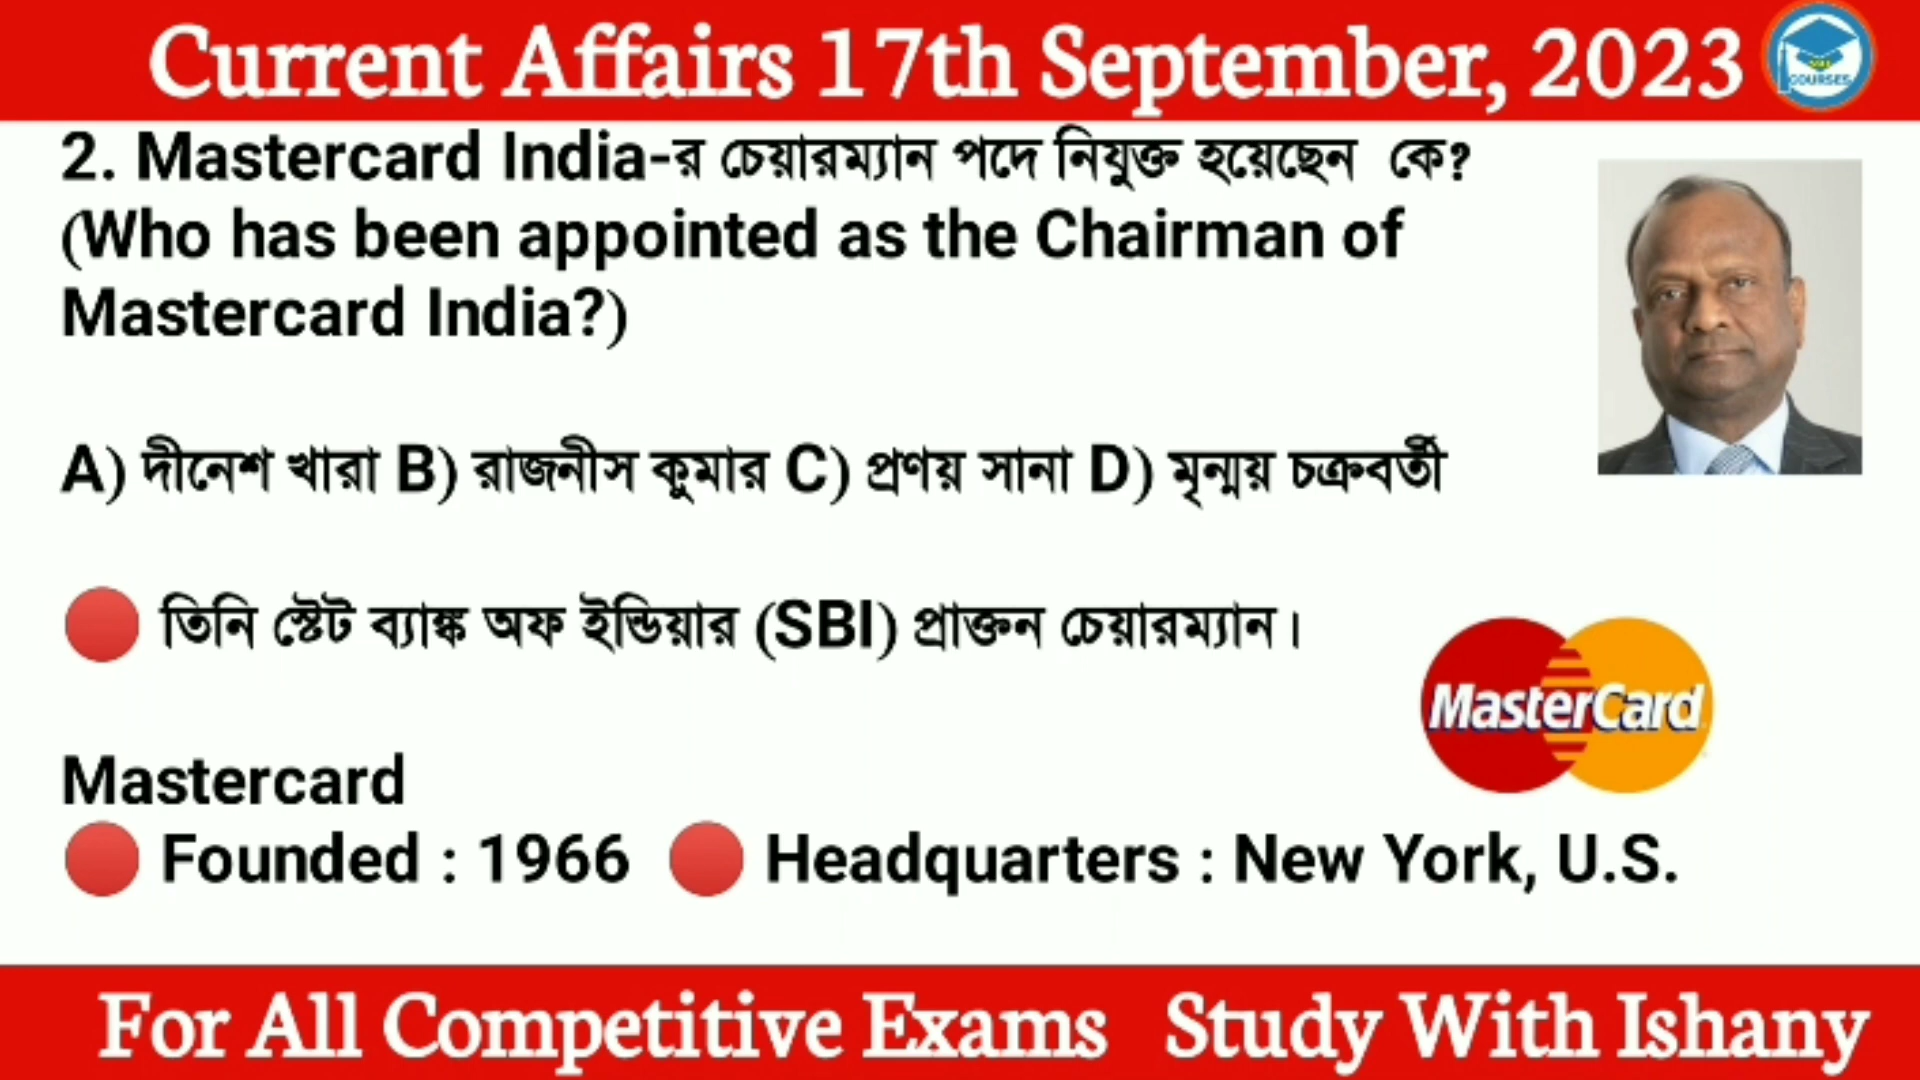 Current Affairs 17th September, 2023
COURSES
2. Mastercard India-র চেয়ারম্যান পদে নিযুক্ত হয়েছেন কে?
(Who has been appointed as the Chairman of
Mastercard India?)
A) দীনেশ খারা B) রাজনীস কুমার C) প্রণয় সানা D) মৃন্ময় চক্রবর্তী
🔴 তিনি স্টেট ব্যাঙ্ক অফ ইন্ডিয়ার (SBI) প্রাক্তন চেয়ারম্যান।
MasterCard
Mastercard
🔴 Founded : 1966 🔴 Headquarters : New York, U.S.
For All Competitive Exams Study With Ishany